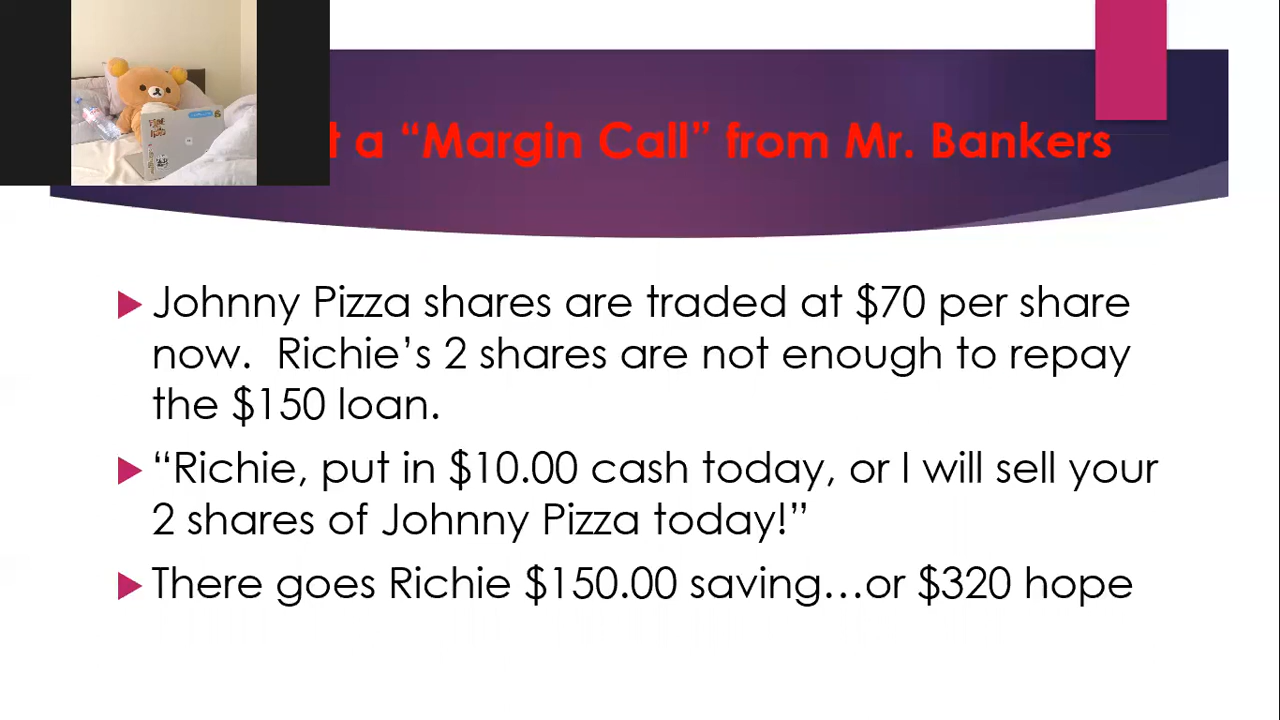 t a “Margin Call” from Mr. Bankers
Johnny Pizza shares are traded at $70 per share
now.  Richie’s 2 shares are not enough to repay
the $150 loan.
“Richie, put in $10.00 cash today, or I will sell your
2 shares of Johnny Pizza today!”
There goes Richie $150.00 saving…or $320 hope